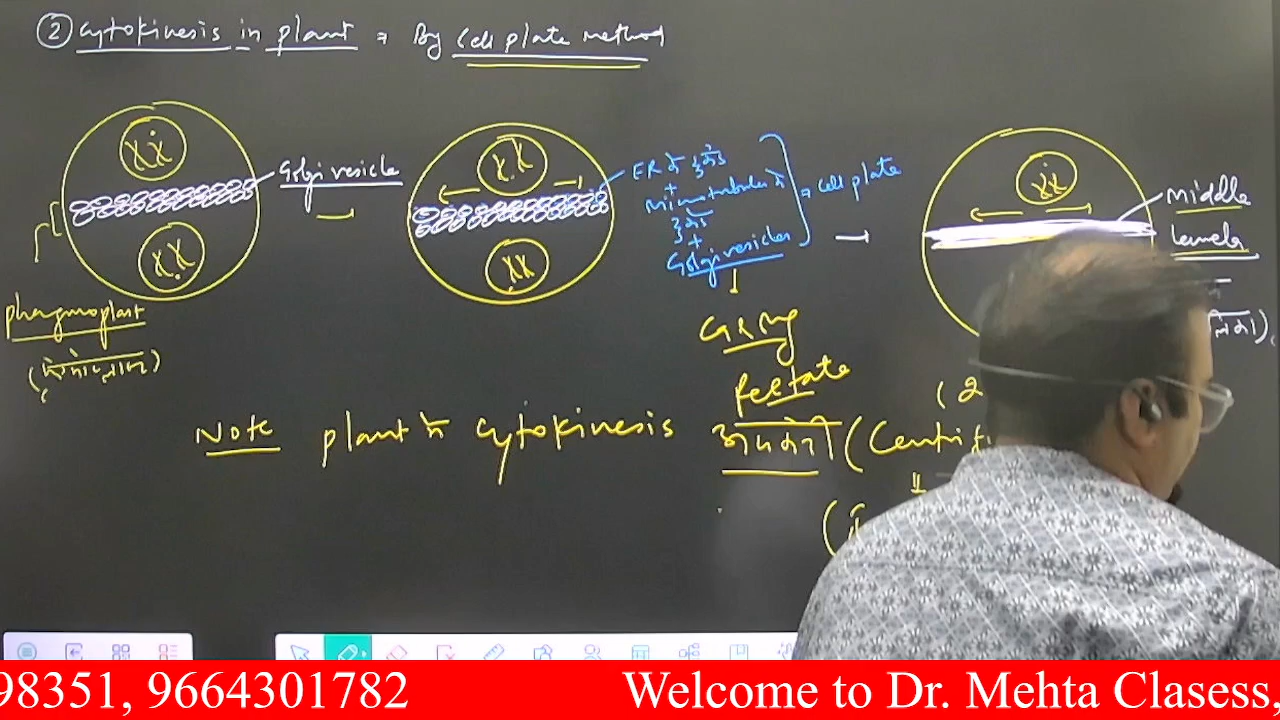 ② Cytokinesis in plant = By Cell plate method
Golgi vesicle
phragmoplast
ER के टुकड़े
+
Microtubules के
टुकड़े
+
Golgi vesicles
= cell plate
Ca & Mg
Pectate
Middle
Note plant में cytokinesis अपकेन्द्री (Centrif
98351, 9664301782 Welcome to Dr. Mehta Clasess,